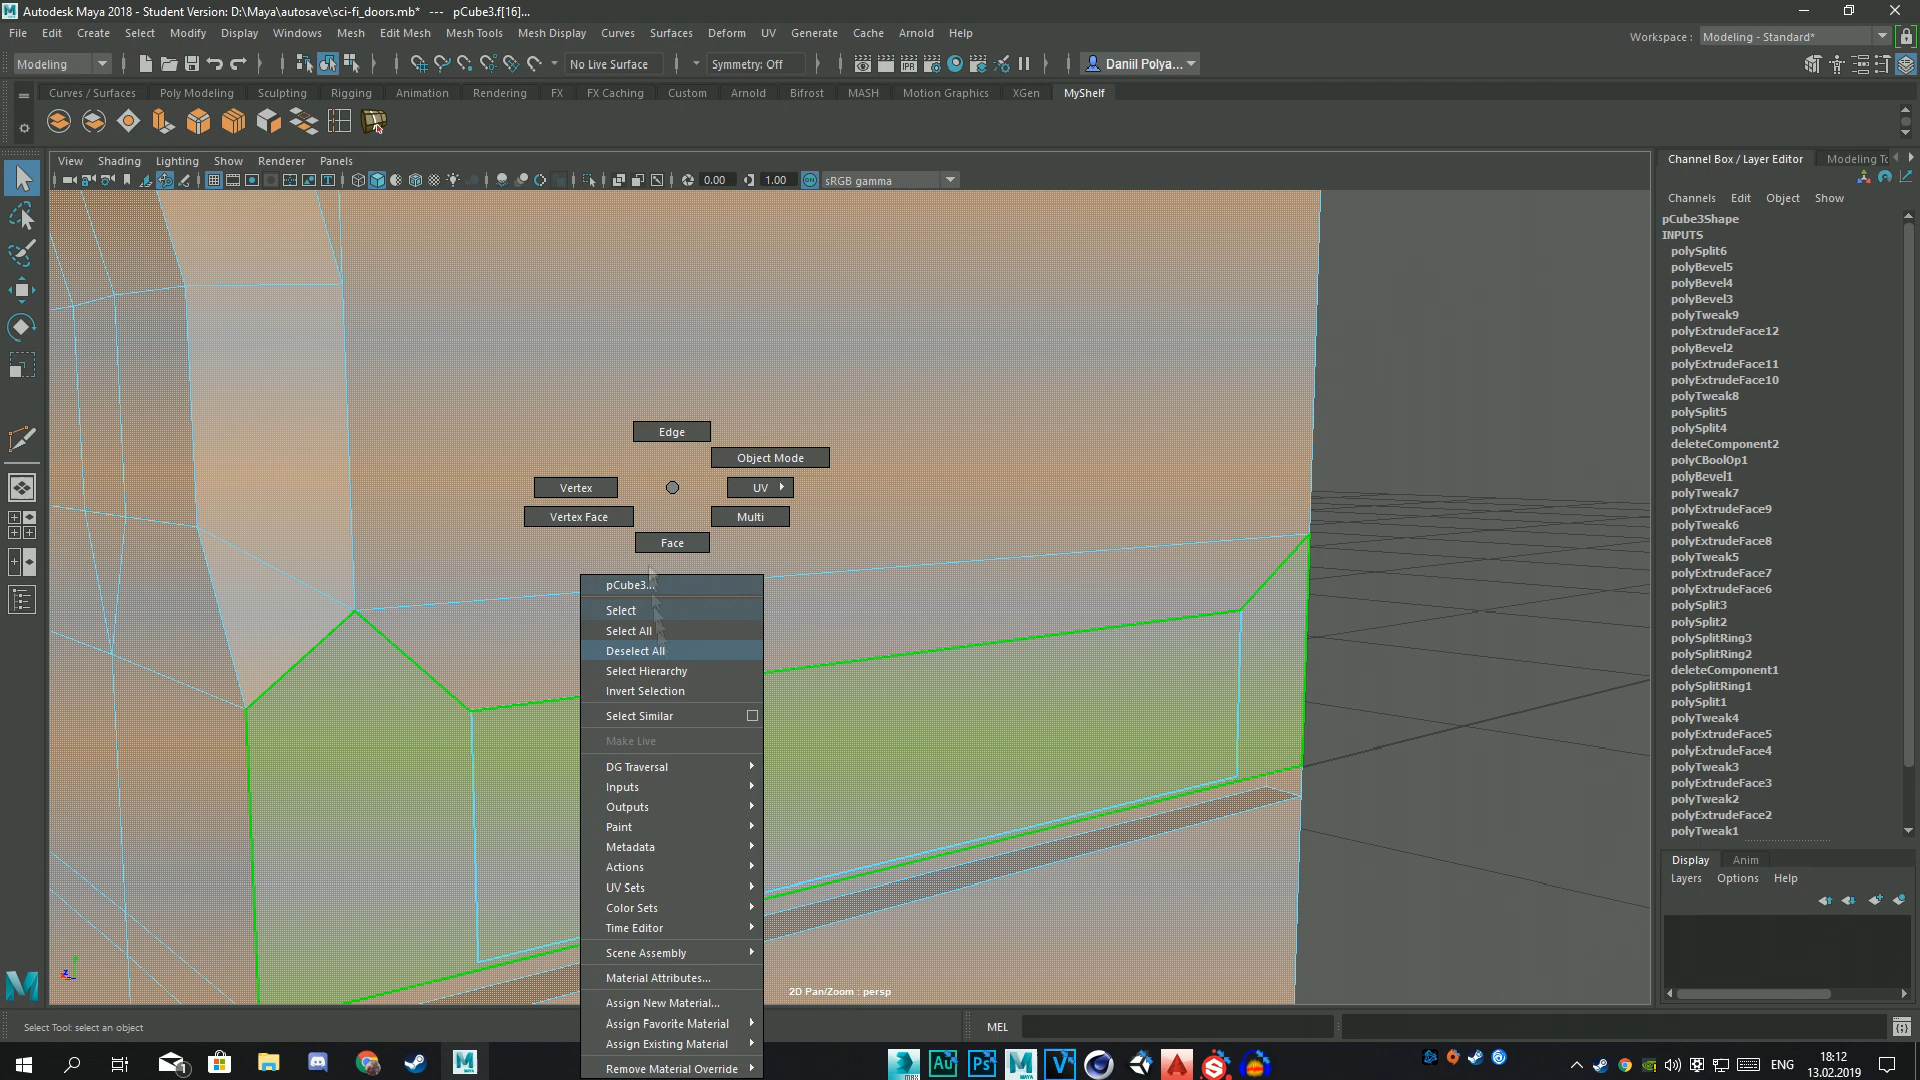 Autodesk Maya 2018 - Student Version: D:\Maya\autosave\sci-fi_doors.mb*   ---   pCube3.f[16]...
File Edit Create Select Modify Display Windows Mesh Edit Mesh Mesh Tools Mesh Display Curves Surfaces Deform UV Generate Cache Arnold Help
Workspace : Modeling - Standard*
Modeling No Live Surface Symmetry: Off Daniil Polya...
Curves / Surfaces Poly Modeling Sculpting Rigging Animation Rendering FX FX Caching Custom Arnold Bifrost MASH Motion Graphics XGen MyShelf
View Shading Lighting Show Renderer Panels
0.00 1.00 sRGB gamma
Edge
Object Mode
Vertex UV
Vertex Face Multi
Face
pCube3...
Select
Select All
Deselect All
Select Hierarchy
Invert Selection
Select Similar
Make Live
DG Traversal
Inputs
Outputs
Paint
Metadata
Actions
UV Sets
Color Sets
Time Editor
Scene Assembly
Material Attributes...
Assign New Material...
Assign Favorite Material
Assign Existing Material
Remove Material Override
2D Pan/Zoom : persp
Channel Box / Layer Editor Modeling To
Channels Edit Object Show
pCube3Shape
INPUTS
polySplit6
polyBevel5
polyBevel4
polyBevel3
polyTweak9
polyExtrudeFace12
polyBevel2
polyExtrudeFace11
polyExtrudeFace10
polyTweak8
polySplit5
polySplit4
deleteComponent2
polyCBoolOp1
polyBevel1
polyTweak7
polyExtrudeFace9
polyTweak6
polyExtrudeFace8
polyTweak5
polyExtrudeFace7
polyExtrudeFace6
polySplit3
polySplit2
polySplitRing3
polySplitRing2
deleteComponent1
polySplitRing1
polySplit1
polyTweak4
polyExtrudeFace5
polyExtrudeFace4
polyTweak3
polyExtrudeFace3
polyTweak2
polyExtrudeFace2
polyTweak1
Display Anim
Layers Options Help
Select Tool: select an object
MEL
ENG
18:12
13.02.2019